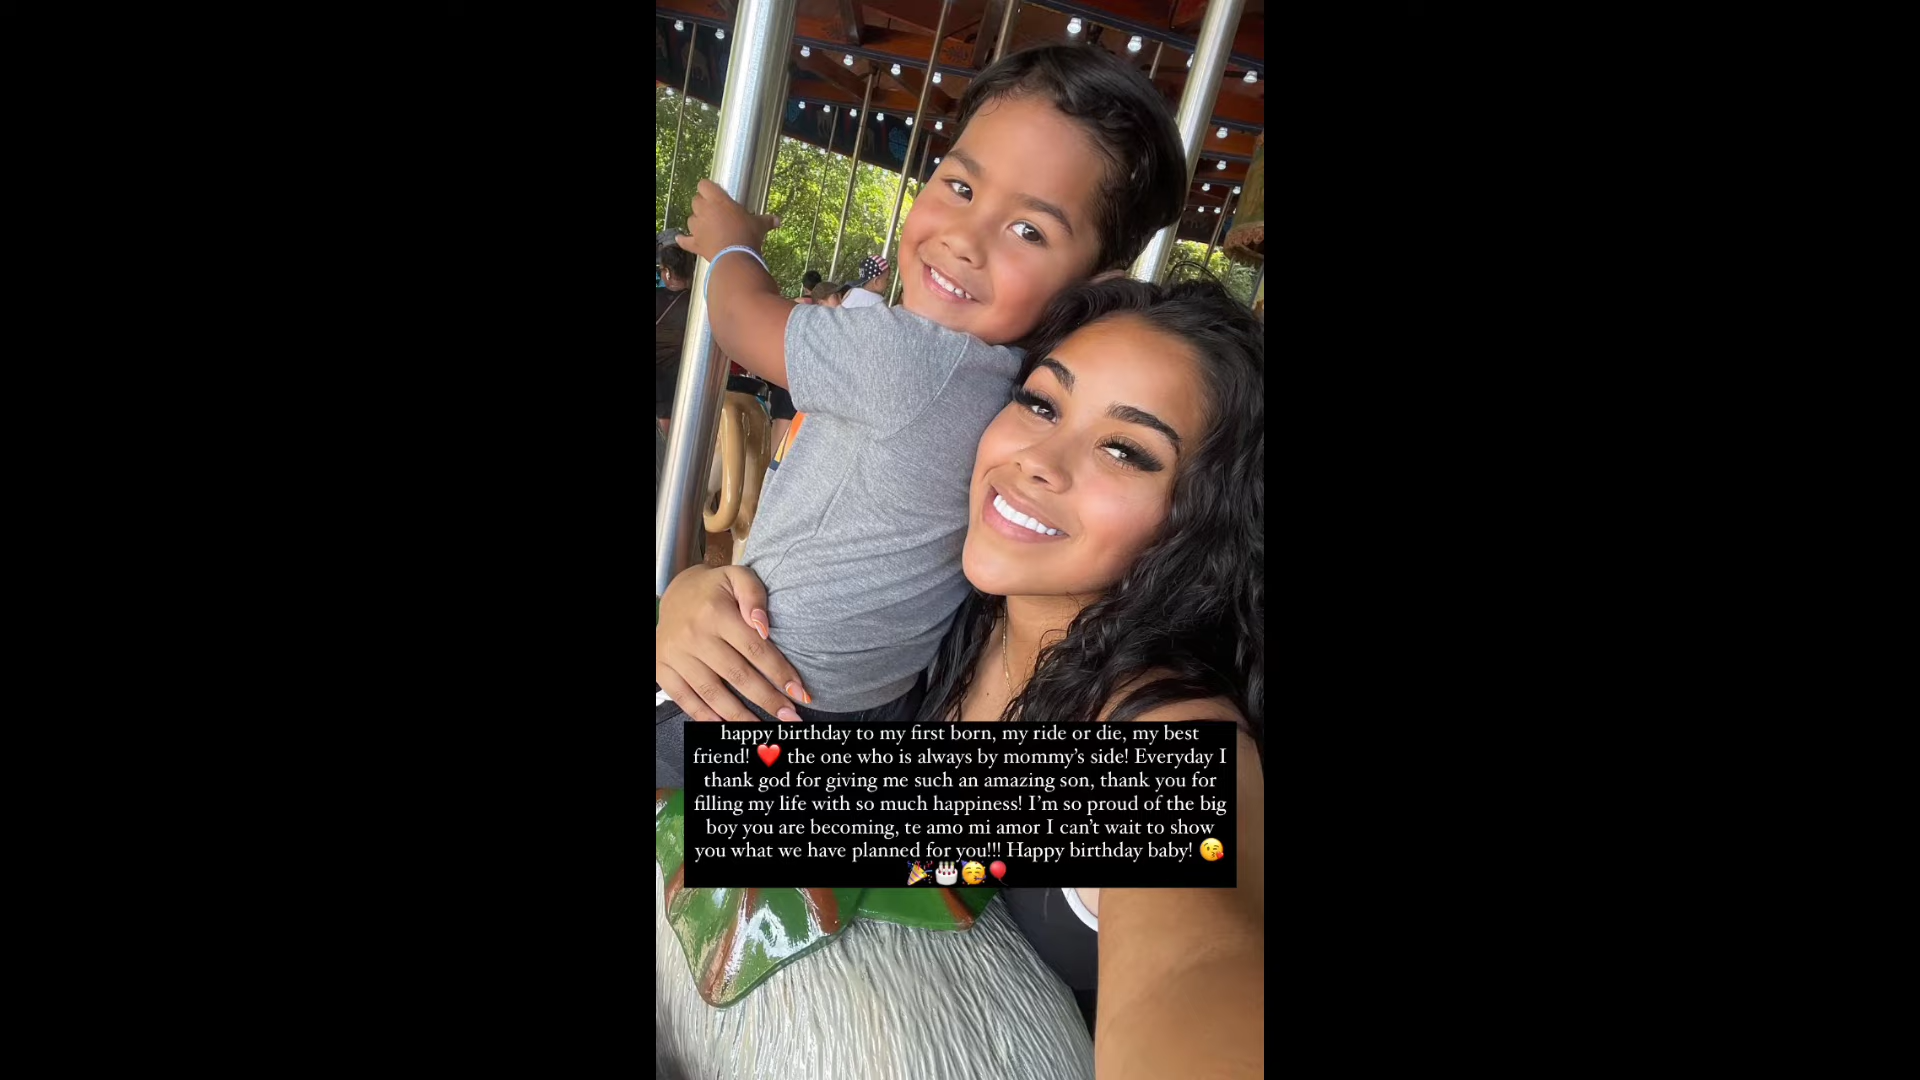 happy birthday to my first born, my ride or die, my best
friend! ❤️ the one who is always by mommy’s side! Everyday I
thank god for giving me such an amazing son, thank you for
filling my life with so much happiness! I’m so proud of the big
boy you are becoming, te amo mi amor I can’t wait to show
you what we have planned for you!!! Happy birthday baby! 😘
🎉🎂🥳🎈